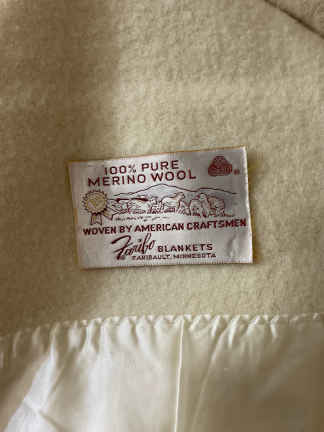 100% PURE
MERINO WOOL
WOVEN BY AMERICAN CRAFTSMEN
Faribo BLANKETS
FARIBAULT, MINNESOTA